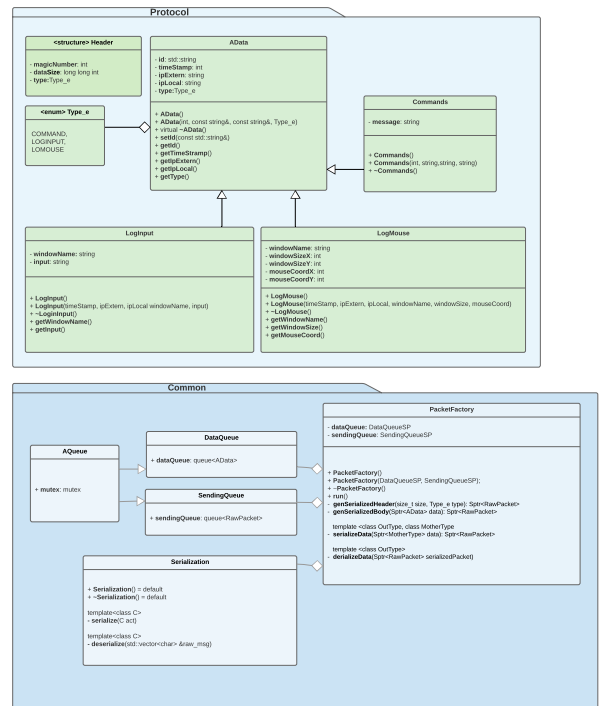 Protocol
<structure> Header
- magicNumber: int
- dataSize: long long int
- type:Type_e
<enum> Type_e
COMMAND,
LOGINPUT,
LOMOUSE
AData
- id: std::string
- timeStamp: int
- ipExtern: string
- ipLocal: string
- type:Type_e
+ AData()
+ AData(int, const string&, const string&, Type_e)
+ virtual ~AData()
+ setId(const std::string&)
+ getId()
+ getTimeStramp()
+ getIpExtern()
+ getIpLocal()
+ getType()
Commands
- message: string
+ Commands()
+ Commands(int, string,string, string)
+ ~Commands()
LogInput
- windowName: string
- input: string
+ LogInput()
+ LogInput(timeStamp, ipExtern, ipLocal windowName, input)
+ ~LoginInput()
+ getWindowName()
+ getInput()
LogMouse
- windowName: string
- windowSizeX: int
- windowSizeY: int
- mouseCoordX: int
- mouseCoordY: int
+ LogMouse()
+ LogMouse(timeStamp, ipExtern, ipLocal, windowName, windowSize, mouseCoord)
+ ~LogMouse()
+ getWindowName()
+ getWindowSize()
+ getMouseCoord()
Common
AQueue
+ mutex: mutex
DataQueue
+ dataQueue: queue<AData>
SendingQueue
+ sendingQueue: queue<RawPacket>
Serialization
+ Serialization() = default
+ ~Serialization() = default
template<class C>
- serialize(C act)
template<class C>
- deserialize(std::vector<char> &raw_msg)
PacketFactory
- dataQueue: DataQueueSP
- sendingQueue: SendingQueueSP
+ PacketFactory()
+ PacketFactory(DataQueueSP, SendingQueueSP);
+ ~PacketFactory()
+ run()
- genSerializedHeader(size_t size, Type_e type): Sptr<RawPacket>
- genSerializedBody(Sptr<AData> data): Sptr<RawPacket>
template <class OutType, class MotherType
- serializeData(Sptr<MotherType> data): Sptr<RawPacket>
template <class OutType>
- derializeData(Sptr<RawPacket> serializedPacket)